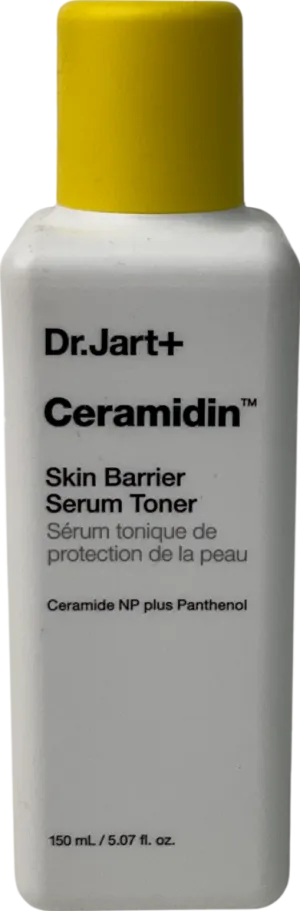 Dr.Jart+
Ceramidin™
Skin Barrier
Serum Toner
Sérum tonique de
protection de la peau
Ceramide NP plus Panthenol
150 mL / 5.07 fl. oz.